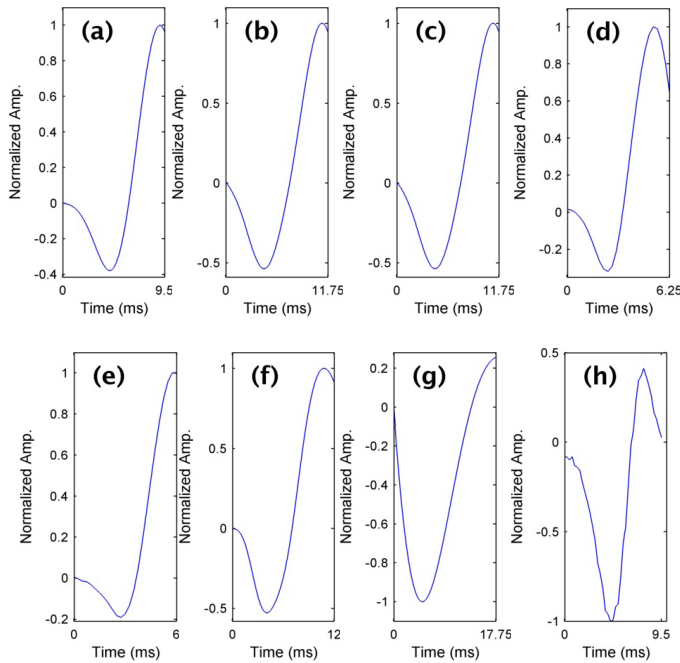 (a) (b) (c) (d)
Normalized Amp. Normalized Amp. Normalized Amp. Normalized Amp.
1 0.8 0.6 0.4 0.2 0 -0.2 -0.4
1 0.5 0 -0.5
1 0.5 0 -0.5
1 0.8 0.6 0.4 0.2 0 -0.2
0 9.5 0 11.75 0 11.75 0 6.25
Time (ms) Time (ms) Time (ms) Time (ms)
(e) (f) (g) (h)
Normalized Amp. Normalized Amp. Normalized Amp. Normalized Amp.
1 0.8 0.6 0.4 0.2 0 -0.2
1 0.5 0 -0.5
0.2 0 -0.2 -0.4 -0.6 -0.8 -1
0.5 0 -0.5 -1
0 6 0 12 0 17.75 0 9.5
Time (ms) Time (ms) Time (ms) Time (ms)